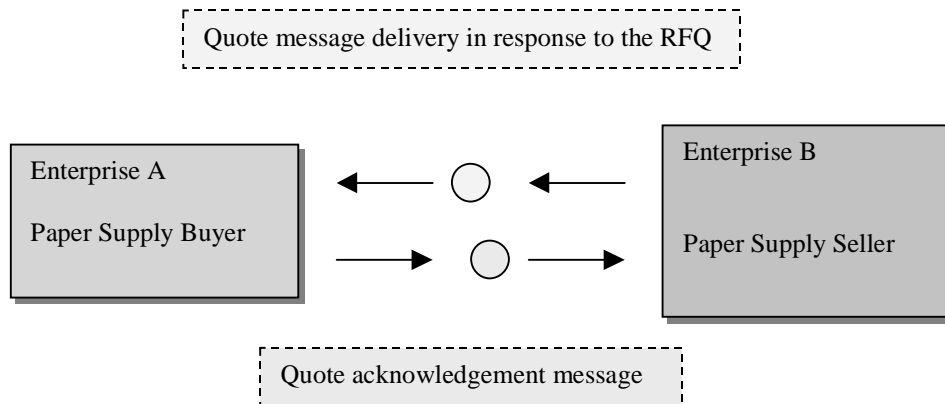 Quote message delivery in response to the RFQ
Enterprise A
Paper Supply Buyer
Enterprise B
Paper Supply Seller
Quote acknowledgement message